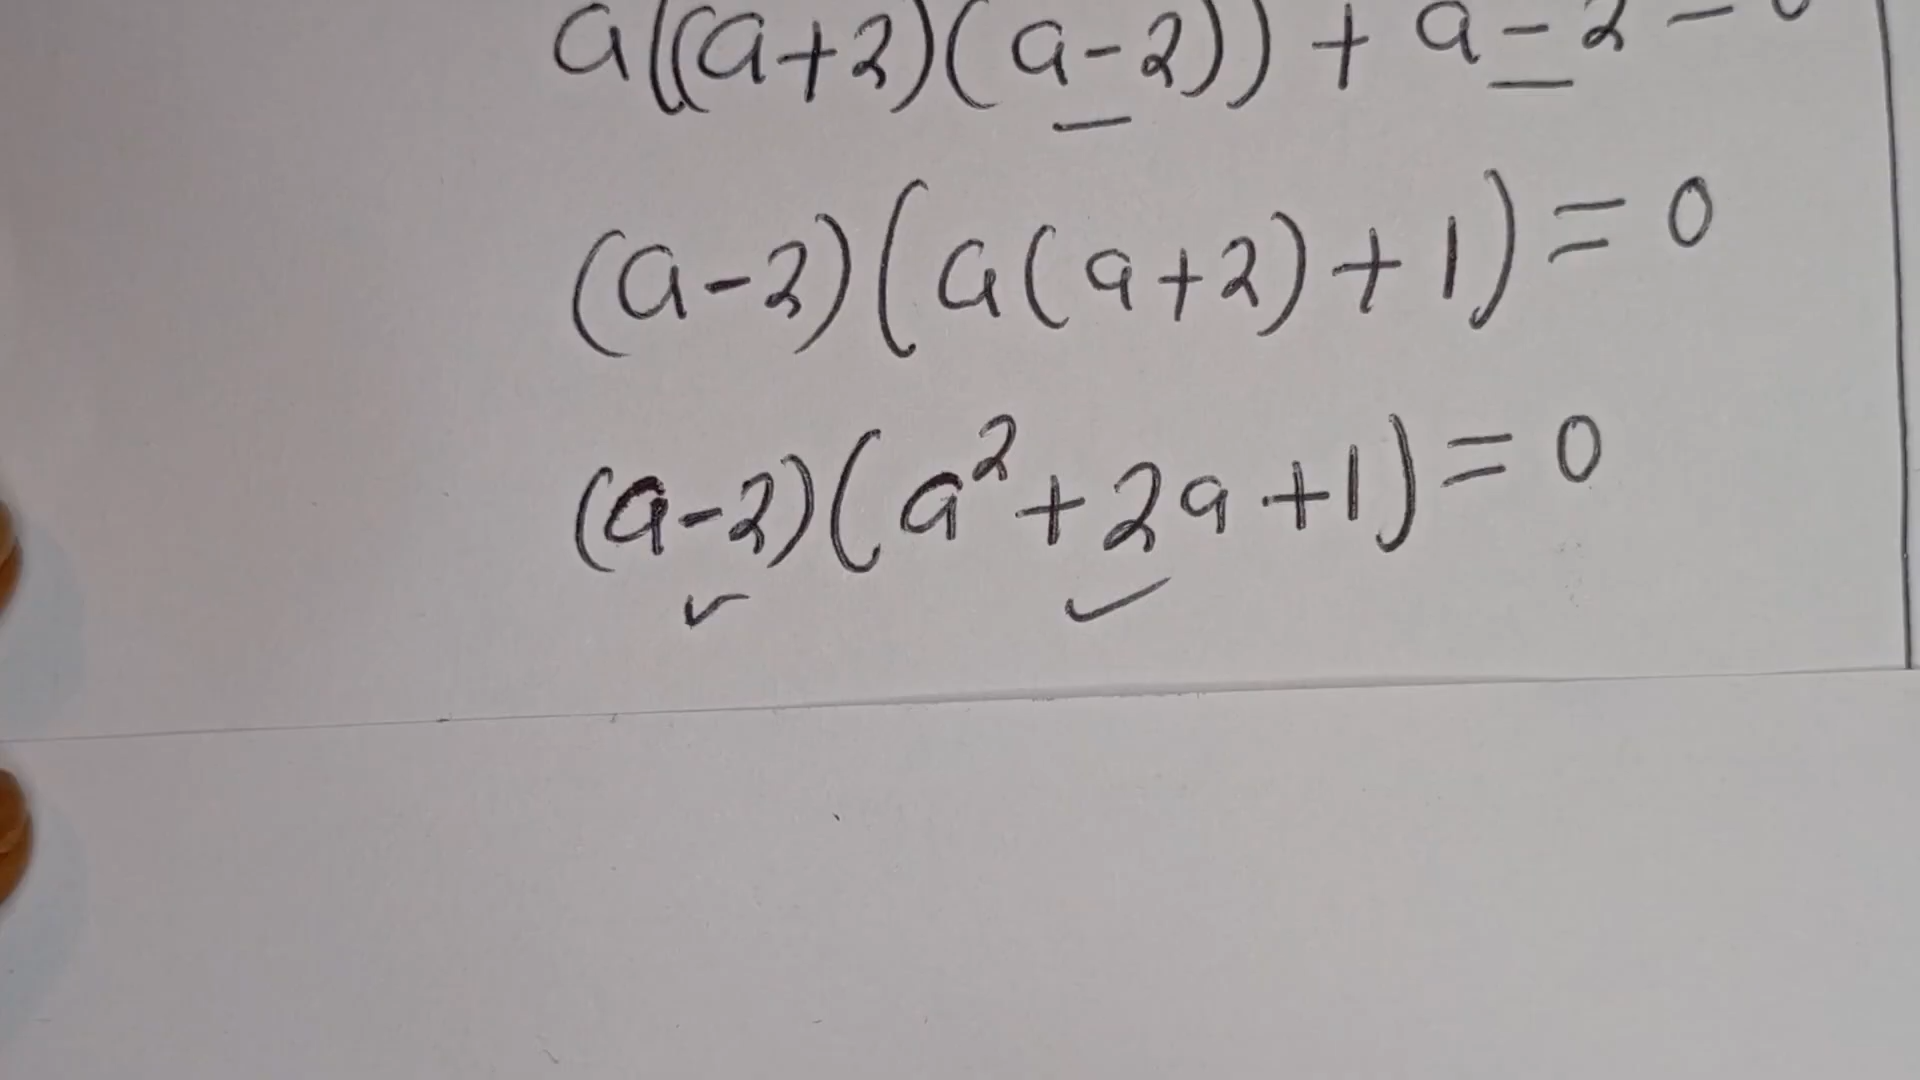 a((a+2)(a-2)) + a-2 = 0
(a-2)(a(a+2)+1) = 0
(a-2)(a²+2a+1) = 0